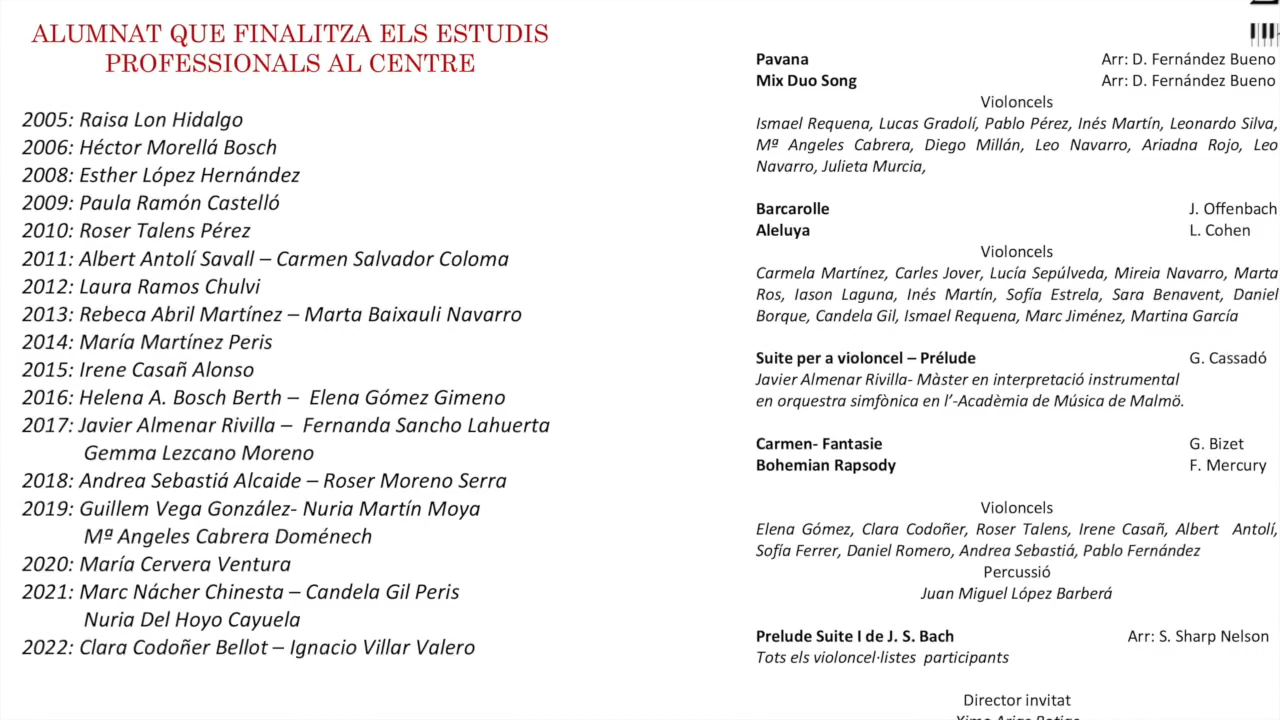 ALUMNAT QUE FINALITZA ELS ESTUDIS
PROFESSIONALS AL CENTRE
2005: Raisa Lon Hidalgo
2006: Héctor Morellá Bosch
2008: Esther López Hernández
2009: Paula Ramón Castelló
2010: Roser Talens Pérez
2011: Albert Antolí Savall – Carmen Salvador Coloma
2012: Laura Ramos Chulvi
2013: Rebeca Abril Martínez – Marta Baixauli Navarro
2014: María Martínez Peris
2015: Irene Casañ Alonso
2016: Helena A. Bosch Berth – Elena Gómez Gimeno
2017: Javier Almenar Rivilla – Fernanda Sancho Lahuerta
Gemma Lezcano Moreno
2018: Andrea Sebastiá Alcaide – Roser Moreno Serra
2019: Guillem Vega González- Nuria Martín Moya
Mª Angeles Cabrera Doménech
2020: María Cervera Ventura
2021: Marc Nácher Chinesta – Candela Gil Peris
Nuria Del Hoyo Cayuela
2022: Clara Codoñer Bellot – Ignacio Villar Valero
Pavana Arr: D. Fernández Bueno
Mix Duo Song Arr: D. Fernández Bueno
Violoncels
Ismael Requena, Lucas Gradolí, Pablo Pérez, Inés Martín, Leonardo Silva,
Mª Angeles Cabrera, Diego Millán, Leo Navarro, Ariadna Rojo, Leo
Navarro, Julieta Murcia,
Barcarolle J. Offenbach
Aleluya L. Cohen
Violoncels
Carmela Martínez, Carles Jover, Lucía Sepúlveda, Mireia Navarro, Marta
Ros, Iason Laguna, Inés Martín, Sofía Estrela, Sara Benavent, Daniel
Borque, Candela Gil, Ismael Requena, Marc Jiménez, Martina García
Suite per a violoncel – Prélude G. Cassadó
Javier Almenar Rivilla- Màster en interpretació instrumental
en orquestra simfònica en l’-Acadèmia de Música de Malmö.
Carmen- Fantasie G. Bizet
Bohemian Rapsody F. Mercury
Violoncels
Elena Gómez, Clara Codoñer, Roser Talens, Irene Casañ, Albert Antolí,
Sofía Ferrer, Daniel Romero, Andrea Sebastiá, Pablo Fernández
Percussió
Juan Miguel López Barberá
Prelude Suite I de J. S. Bach Arr: S. Sharp Nelson
Tots els violoncel·listes participants
Director invitat